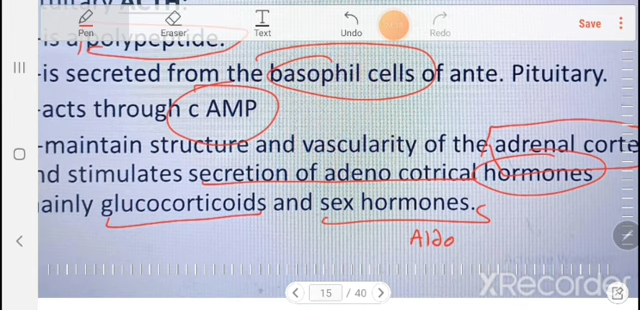 tuitary ACTH:
Pen Eraser Text Undo Redo Save
-is a polypeptide.
-is secreted from the basophil cells of ante. Pituitary.
-acts through c AMP
-maintain structure and vascularity of the adrenal corte
nd stimulates secretion of adeno cotrical hormones
ainly glucocorticoids and sex hormones.
Aldo
15 / 40
XRecorder